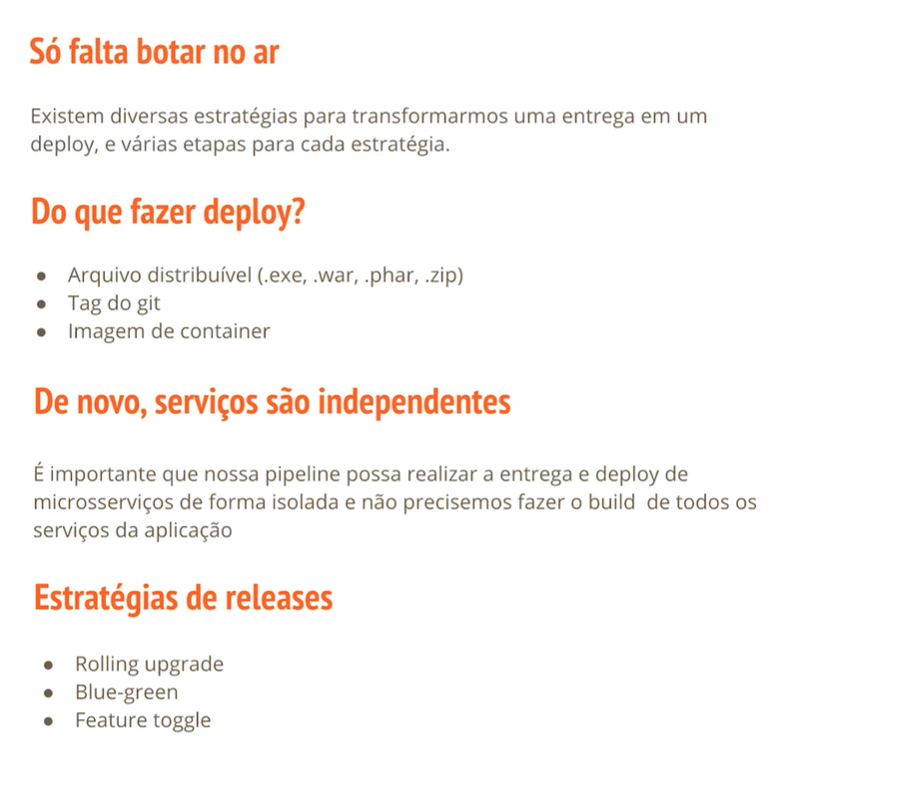 Só falta botar no ar
Existem diversas estratégias para transformarmos uma entrega em um
deploy, e várias etapas para cada estratégia.
Do que fazer deploy?
● Arquivo distribuível (.exe, .war, .phar, .zip)
● Tag do git
● Imagem de container
De novo, serviços são independentes
É importante que nossa pipeline possa realizar a entrega e deploy de
microsserviços de forma isolada e não precisemos fazer o build  de todos os
serviços da aplicação
Estratégias de releases
● Rolling upgrade
● Blue-green
● Feature toggle